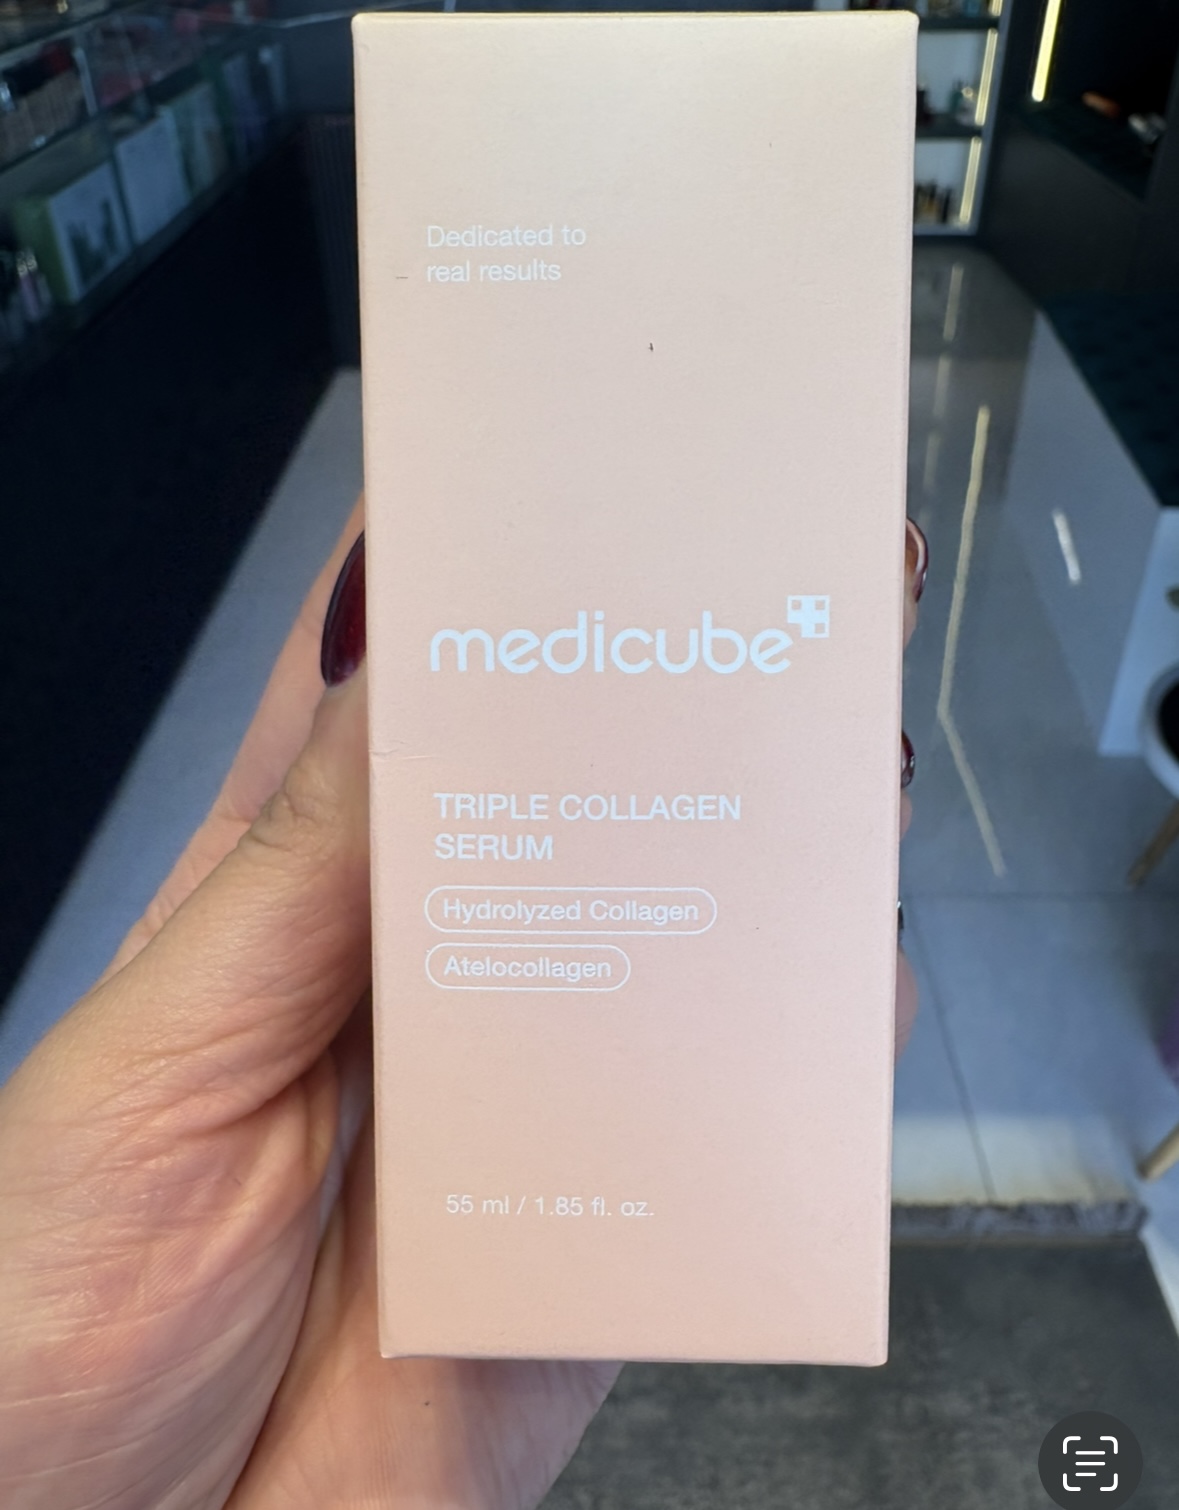 Dedicated to
real results
medicube
TRIPLE COLLAGEN
SERUM
Hydrolyzed Collagen
Atelocollagen
55 ml / 1.85 fl. oz.